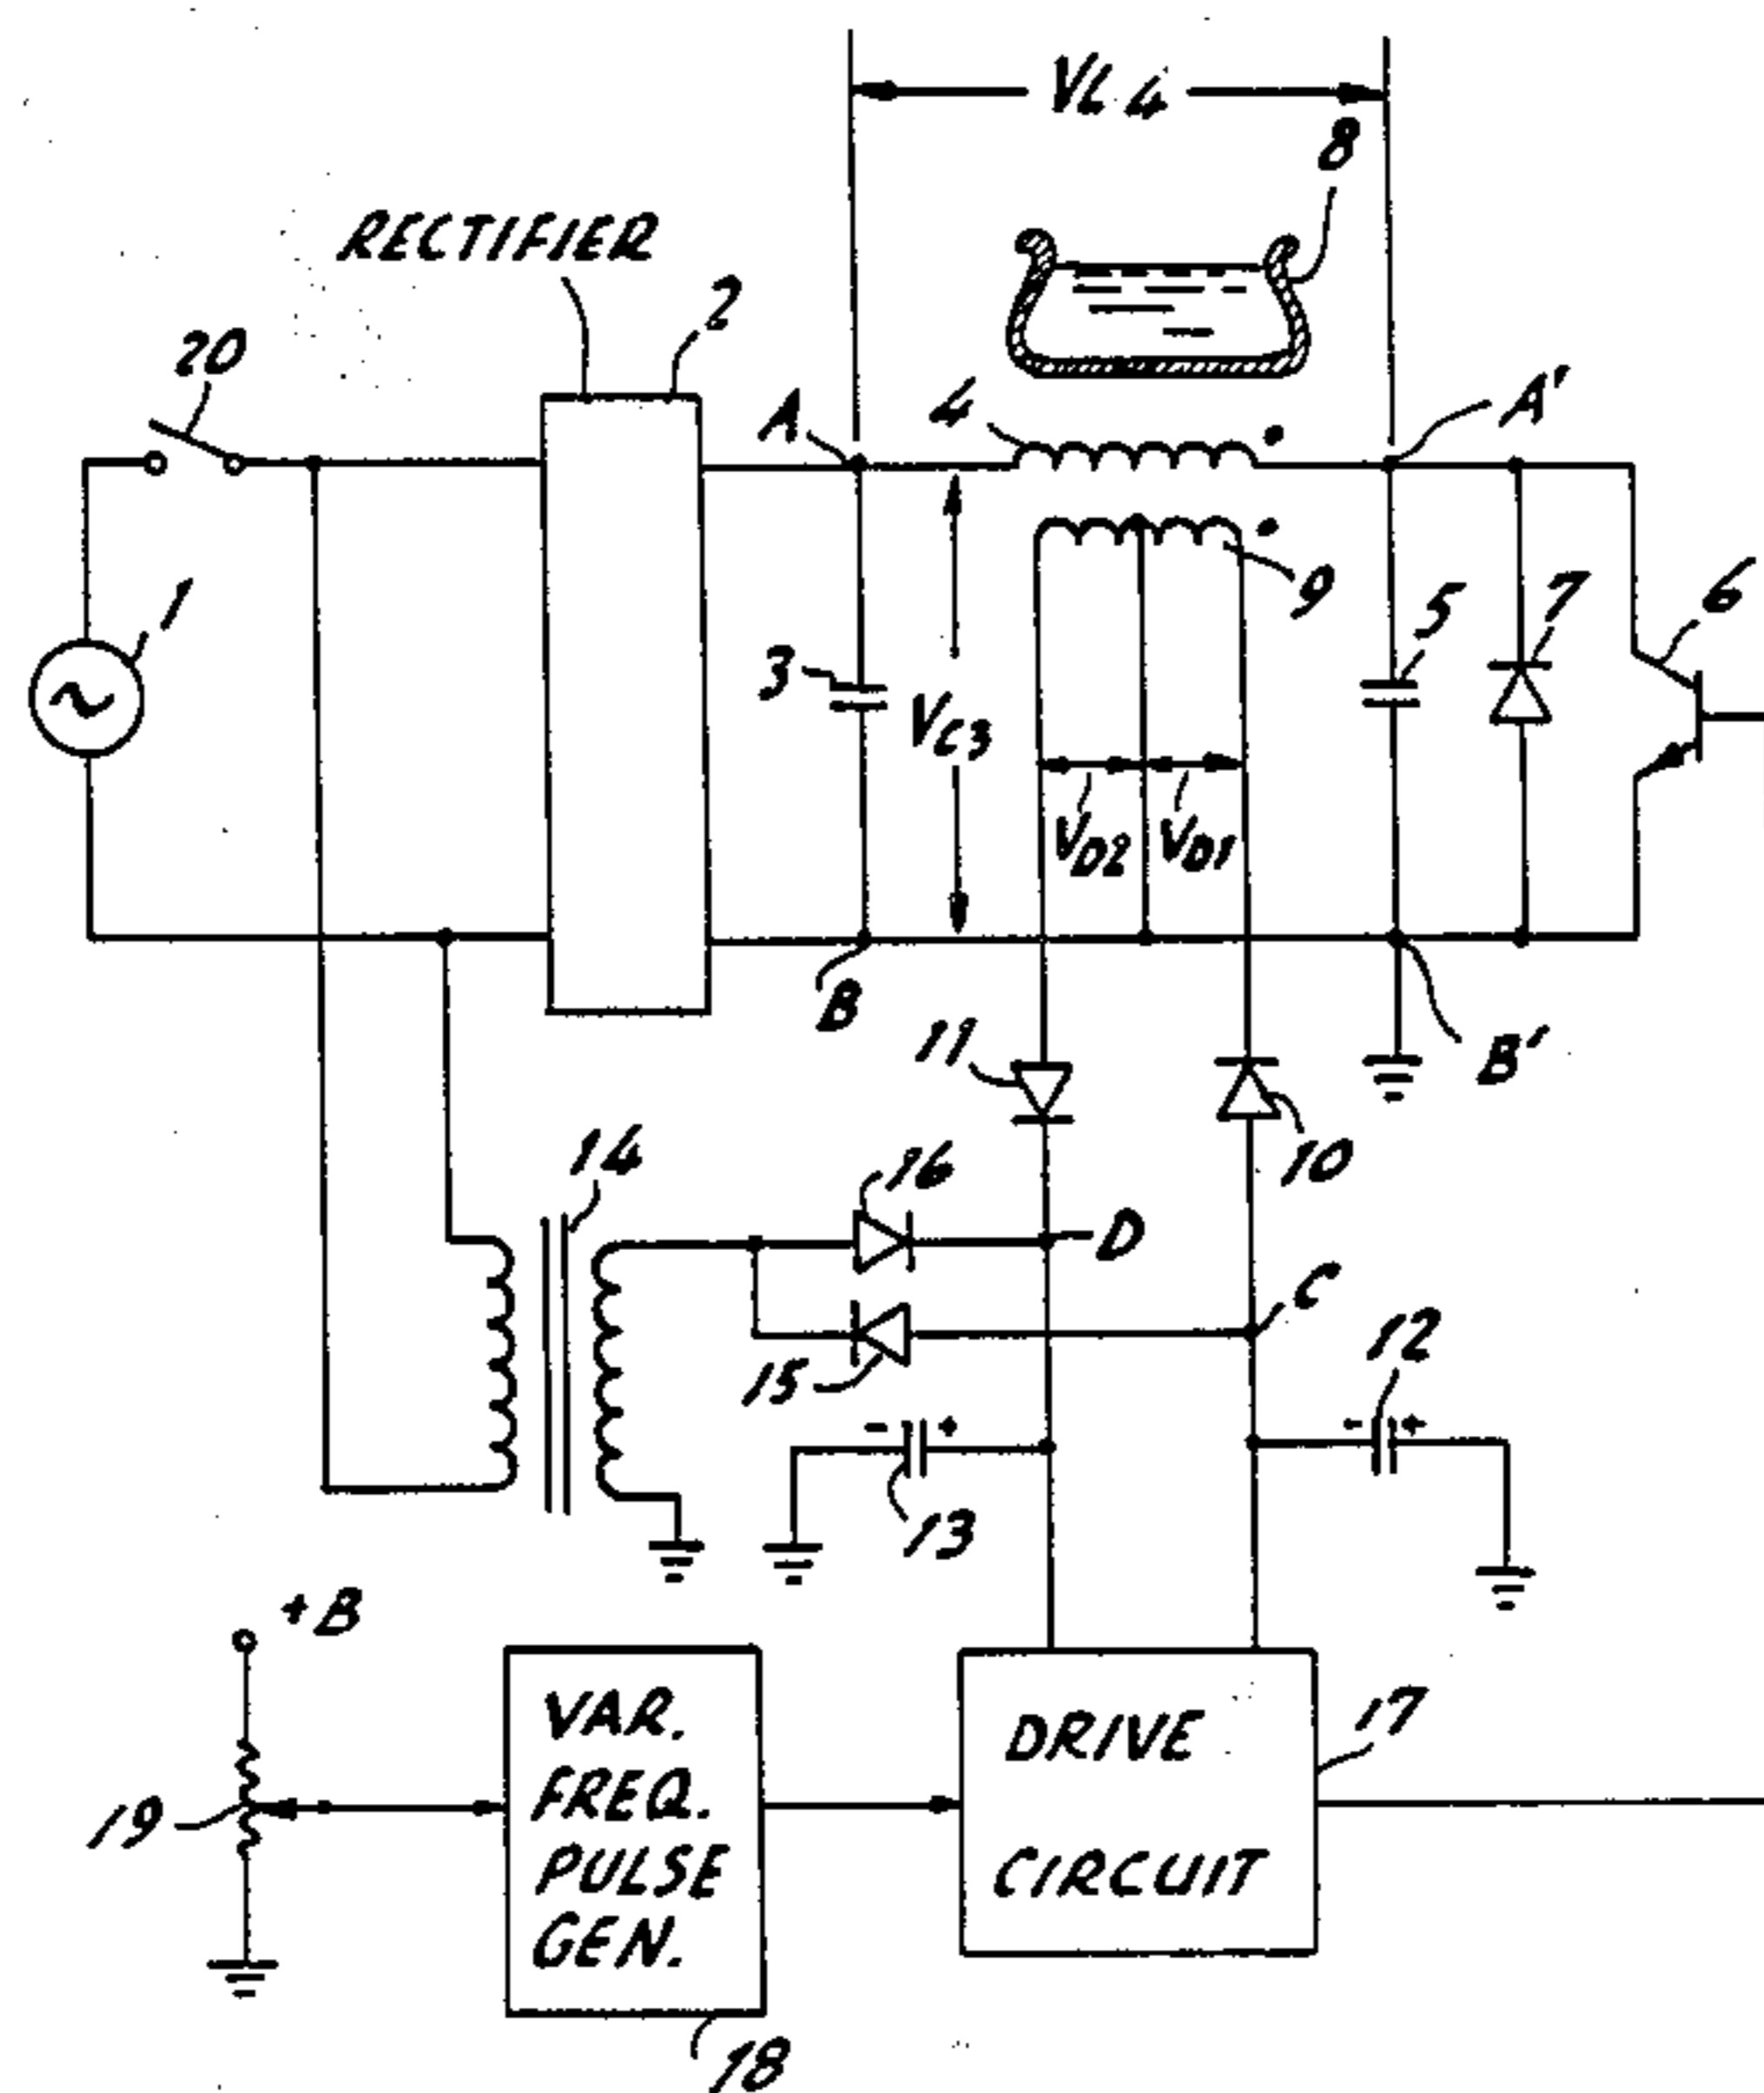 VL4
8
RECTIFIER
2
20
A
4
A'
1
9
5
7
6
3
VC3
VD2
VD1
B
11
B'
14
16
10
D
C
12
15
- +
- +
13
+B
VAR.
FREQ.
PULSE
GEN.
DRIVE
CIRCUIT
17
19
18